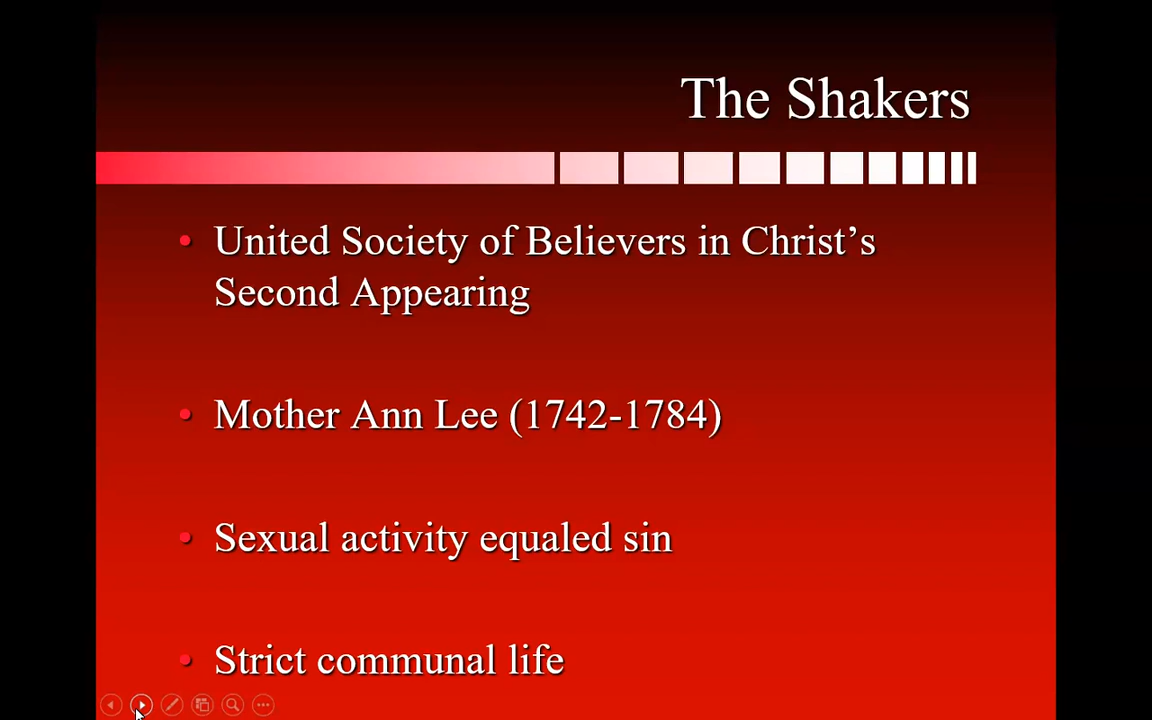 The Shakers
• United Society of Believers in Christ’s
Second Appearing
• Mother Ann Lee (1742-1784)
• Sexual activity equaled sin
• Strict communal life